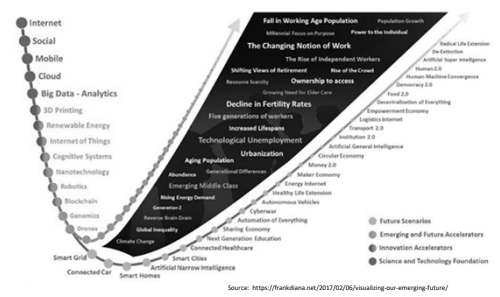 Internet
Social
Mobile
Cloud
Big Data - Analytics
3D Printing
Renewable Energy
Internet of Things
Cognitive Systems
Nanotechnology
Robotics
Blockchain
Genomics
Drones
Smart Grid
Connected Car
Smart Homes
Artificial Narrow Intelligence
Smart Cities
Connected Healthcare
Next Generation Education
Sharing Economy
Automation of Everything
Cyberwar
Autonomous Vehicles
Healthy Life Extension
Energy Internet
Maker Economy
Money 2.0
Circular Economy
Artificial General Intelligence
Institution 2.0
Transport 2.0
Logistics Internet
Empowerment Economy
Decentralization of Everything
Food 2.0
Democracy 2.0
Human-Machine Convergence
Human 2.0
Artificial Super Intelligence
De-Extinction
Radical Life Extension
Fall in Working Age Population
Population Growth
Millennial Focus on Purpose
Power to the Individual
The Changing Notion of Work
The Rise of Independent Workers
Shifting Views of Retirement
Rise of the Crowd
Resource Scarcity
Ownership to access
Growing Need for Elder Care
Decline in Fertility Rates
Five generations of workers
Increased Lifespans
Technological Unemployment
Urbanization
Aging Population
Abundance
Generational Differences
Emerging Middle Class
Rising Energy Demand
Generation Z
Reverse Brain Drain
Global Inequality
Climate Change
Future Scenarios
Emerging and Future Accelerators
Innovation Accelerators
Science and Technology Foundation
Source: https://frankdiana.net/2017/02/06/visualizing-our-emerging-future/